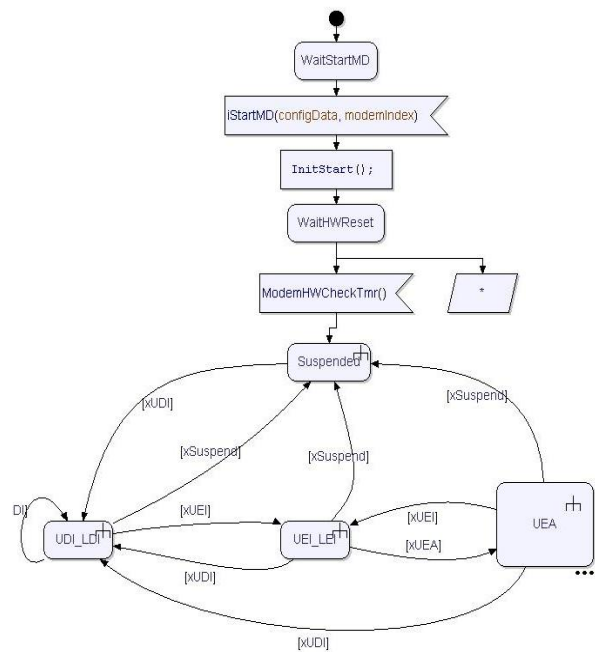 WaitStartMD
iStartMD(configData, modemIndex)
InitStart();
WaitHWReset
ModemHWCheckTmr()
*
Suspended
[xUDI]
[xSuspend]
[xSuspend]
[xSuspend]
DI]
[xUEI]
[xUEI]
UEA
UDI_LDI
UEI_LEI
[xUEA]
[xUDI]
[xUDI]